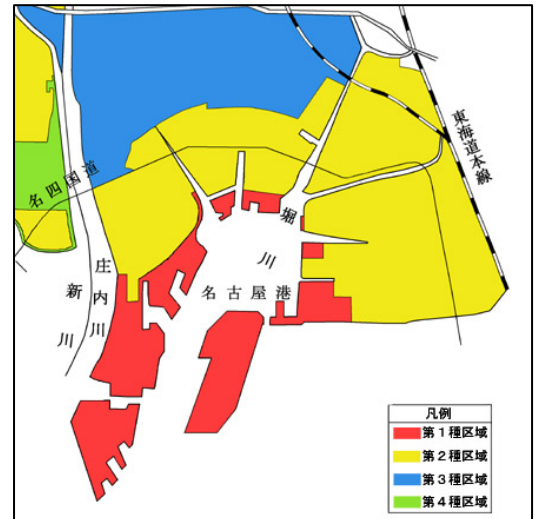 東海道本線
名四国道
堀川
庄内川
新川
名古屋港
凡例
第1種区域
第2種区域
第3種区域
第4種区域